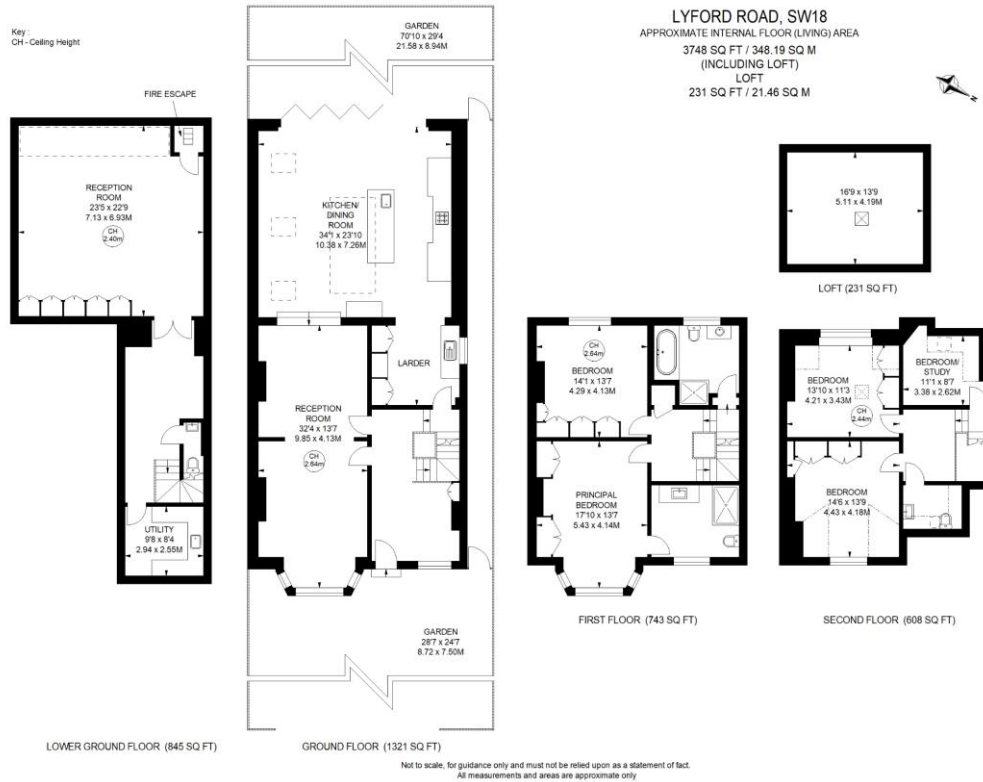 Key :
CH - Ceiling Height
LYFORD ROAD, SW18
APPROXIMATE INTERNAL FLOOR (LIVING) AREA
3748 SQ FT / 348.19 SQ M
(INCLUDING LOFT)
LOFT
231 SQ FT / 21.46 SQ M
N
FIRE ESCAPE
RECEPTION
ROOM
23'5 x 22'9
7.13 x 6.93M
CH
2.40m
UTILITY
9'8 x 8'4
2.94 x 2.55M
LOWER GROUND FLOOR (845 SQ FT)
GARDEN
70'10 x 29'4
21.58 x 8.94M
KITCHEN/
DINING
ROOM
34'1 x 23'10
10.38 x 7.26M
LARDER
RECEPTION
ROOM
32'4 x 13'7
9.85 x 4.13M
CH
2.64m
GARDEN
28'7 x 24'7
8.72 x 7.50M
GROUND FLOOR (1321 SQ FT)
CH
2.64m
BEDROOM
14'1 x 13'7
4.29 x 4.13M
PRINCIPAL
BEDROOM
17'10 x 13'7
5.43 x 4.14M
FIRST FLOOR (743 SQ FT)
16'9 x 13'9
5.11 x 4.19M
LOFT (231 SQ FT)
BEDROOM
13'10 x 11'3
4.21 x 3.43M
CH
2.44m
BEDROOM/
STUDY
11'1 x 8'7
3.38 x 2.62M
BEDROOM
14'6 x 13'9
4.43 x 4.18M
SECOND FLOOR (608 SQ FT)
Not to scale, for guidance only and must not be relied upon as a statement of fact.
All measurements and areas are approximate only